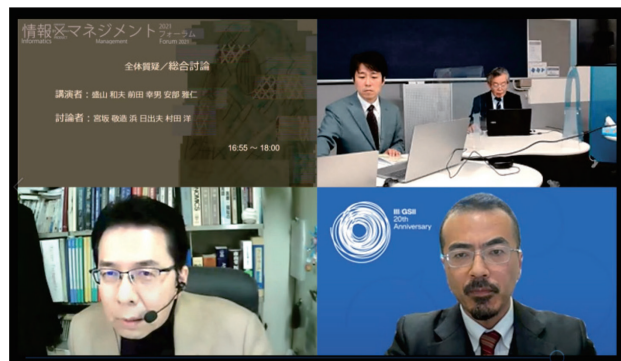 情報区マネジメント 2021 フォーラム
Informatics Management Forum 2021
全体質疑／総合討論
講演者：盛山 和夫 前田 幸男 安部 雅仁
討論者：宮坂 敬造 浜 日出夫 村田 洋
16:55 ～ 18:00
III GSII
20th
Anniversary